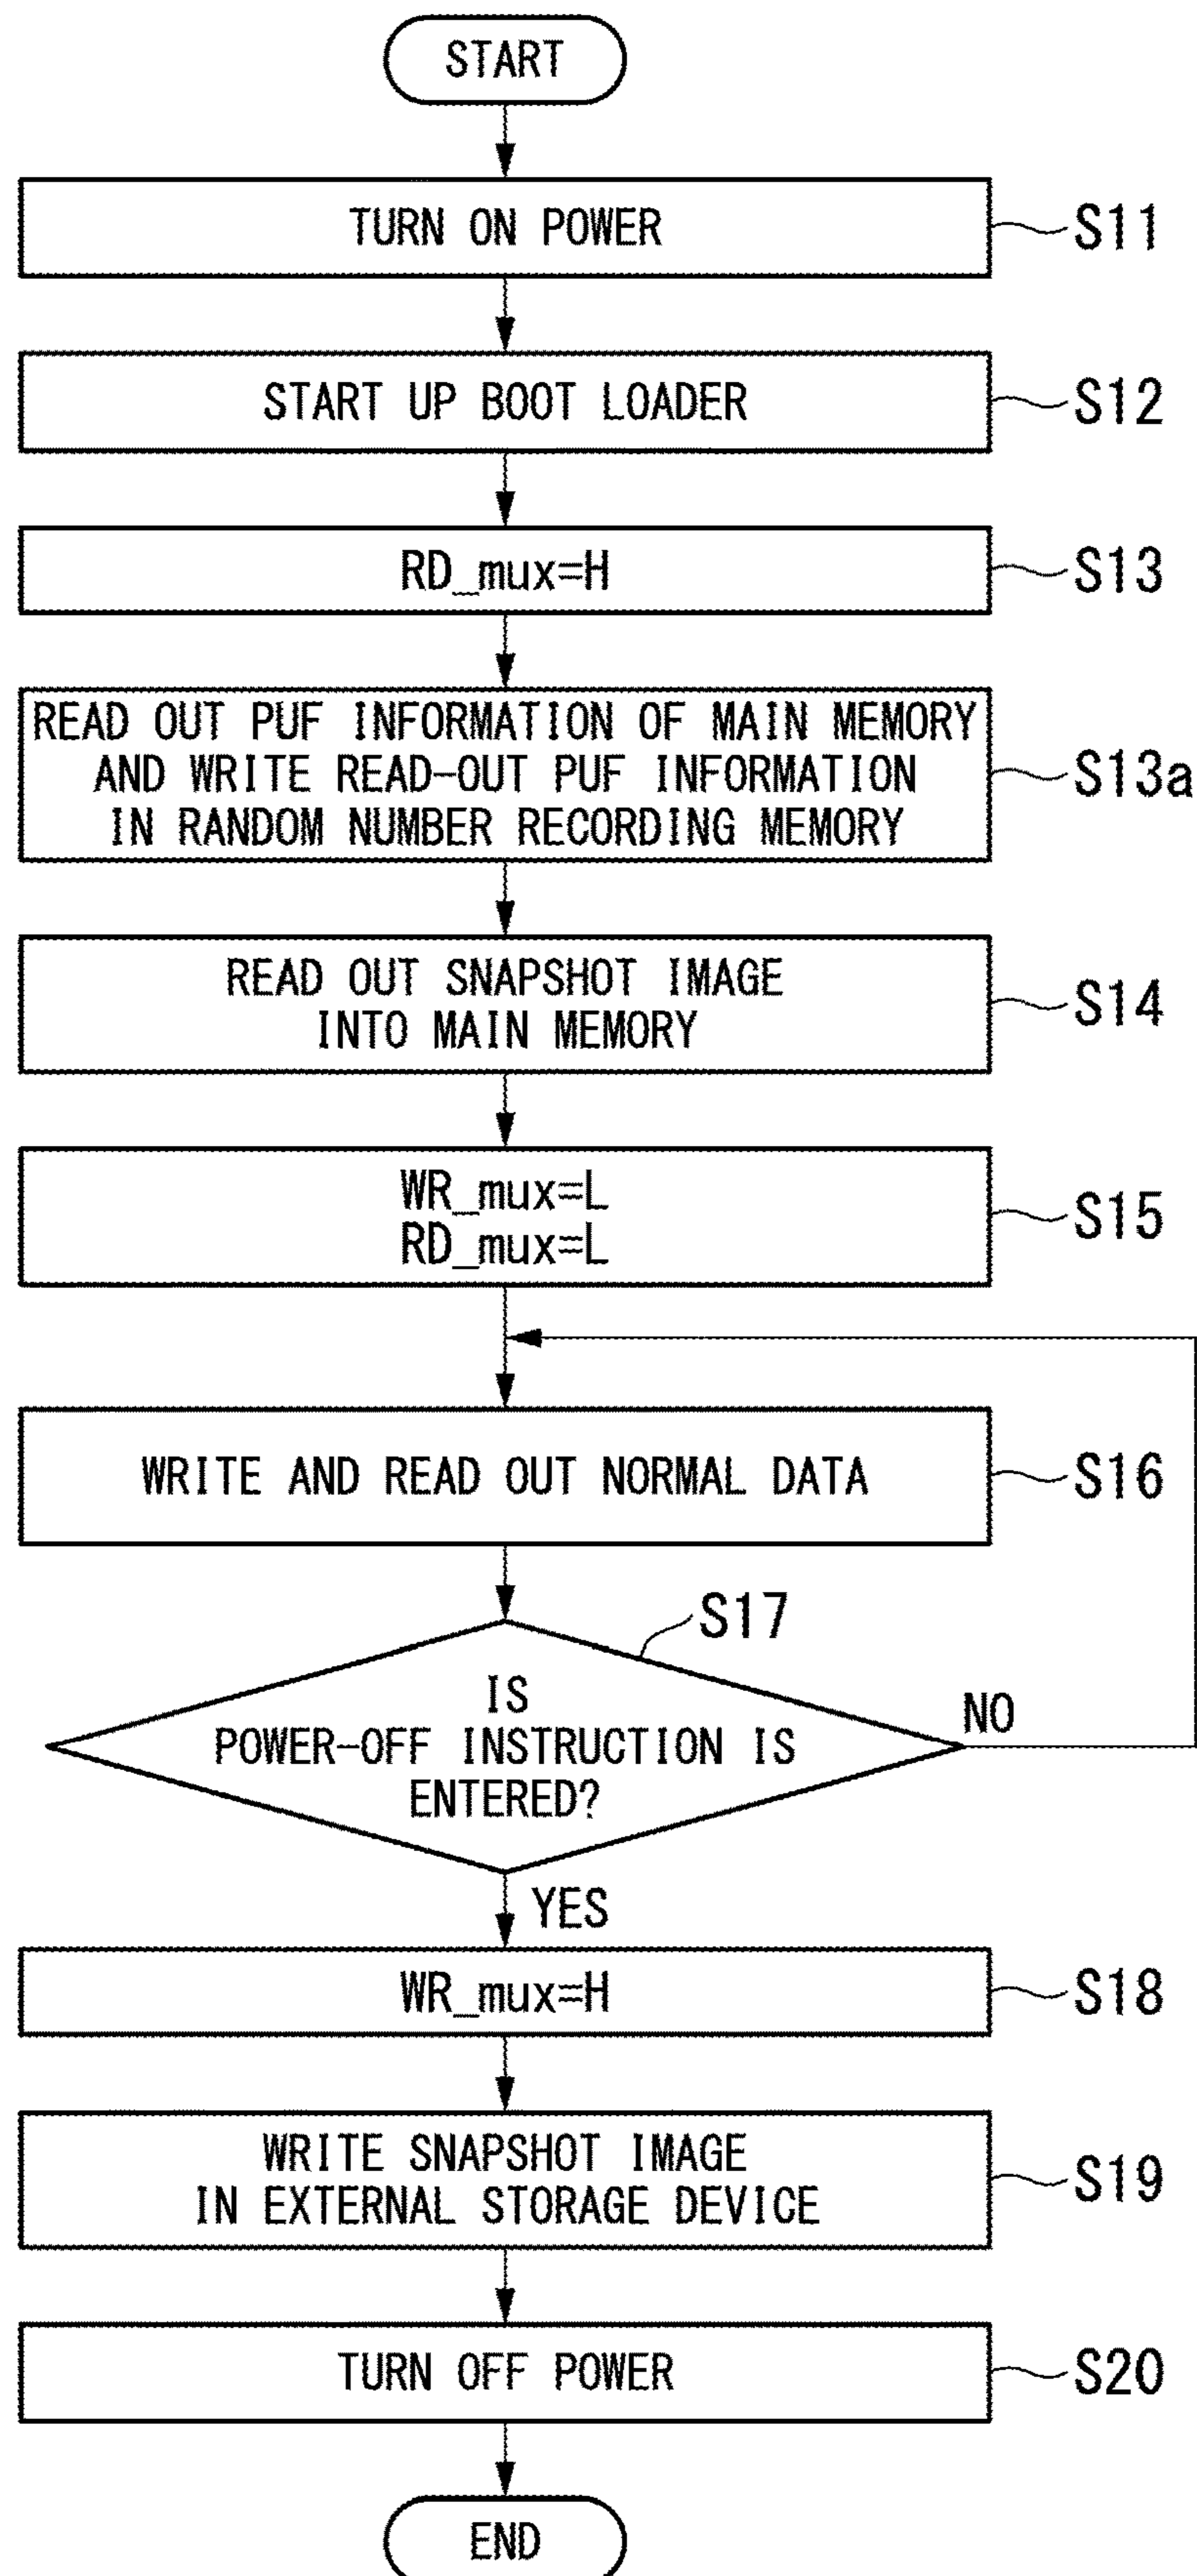 START
TURN ON POWER
S11
START UP BOOT LOADER
S12
RD_mux=H
S13
READ OUT PUF INFORMATION OF MAIN MEMORY
AND WRITE READ-OUT PUF INFORMATION
IN RANDOM NUMBER RECORDING MEMORY
S13a
READ OUT SNAPSHOT IMAGE
INTO MAIN MEMORY
S14
WR_mux=L
RD_mux=L
S15
WRITE AND READ OUT NORMAL DATA
S16
S17
IS
POWER-OFF INSTRUCTION IS
ENTERED?
NO
YES
WR_mux=H
S18
WRITE SNAPSHOT IMAGE
IN EXTERNAL STORAGE DEVICE
S19
TURN OFF POWER
S20
END